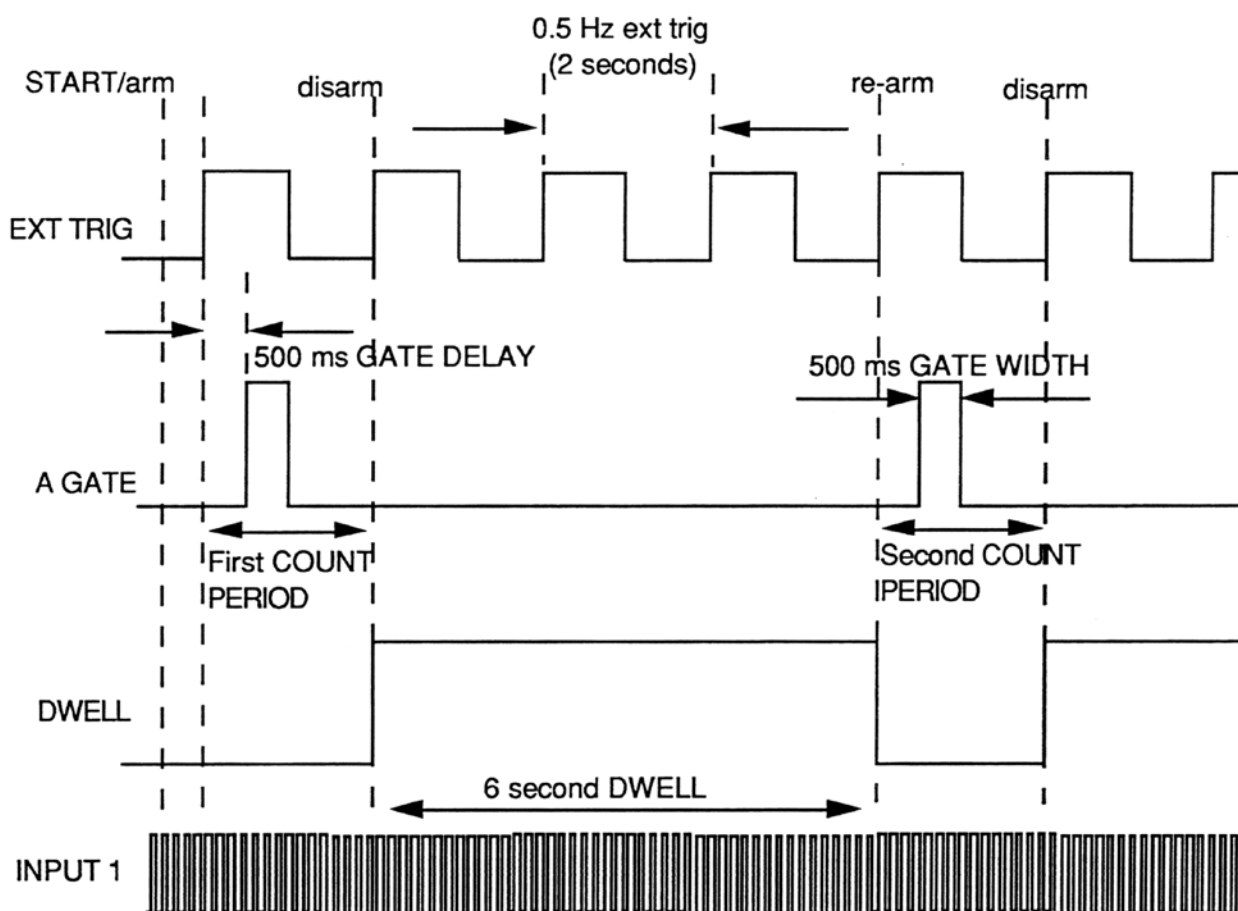 0.5 Hz ext trig
(2 seconds)
START/arm
disarm
re-arm
disarm
EXT TRIG
500 ms GATE DELAY
500 ms GATE WIDTH
A GATE
First COUNT
PERIOD
Second COUNT
PERIOD
DWELL
6 second DWELL
INPUT 1